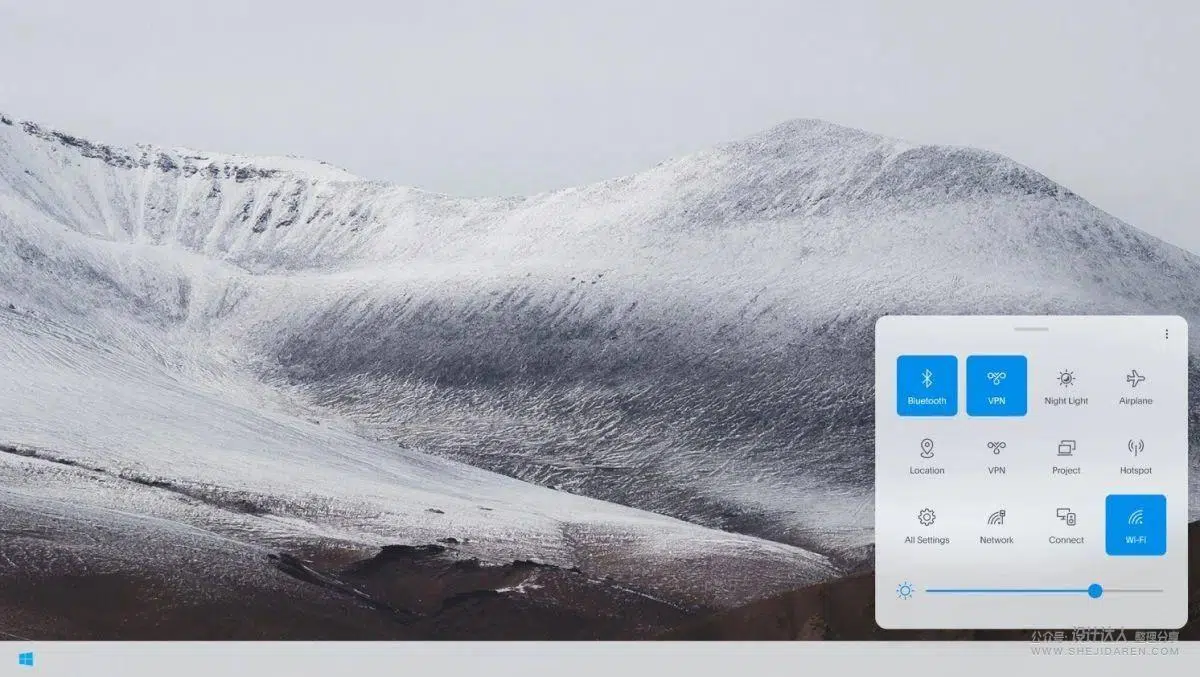 Bluetooth
VPN
Night Light
Airplane
Location
VPN
Project
Hotspot
All Settings
Network
Connect
Wi-Fi
公众号: 设计达人 整理分享
WWW.SHEJIDAREN.COM